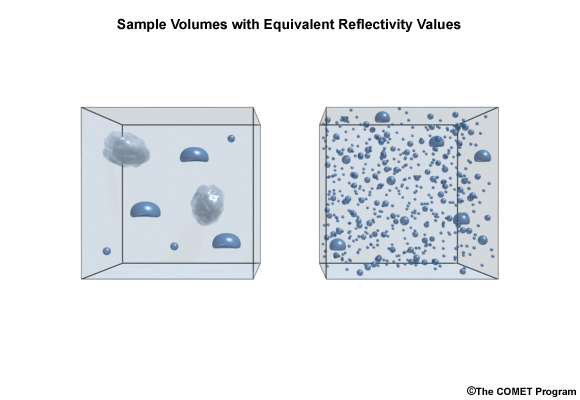 Sample Volumes with Equivalent Reflectivity Values
©The COMET Program